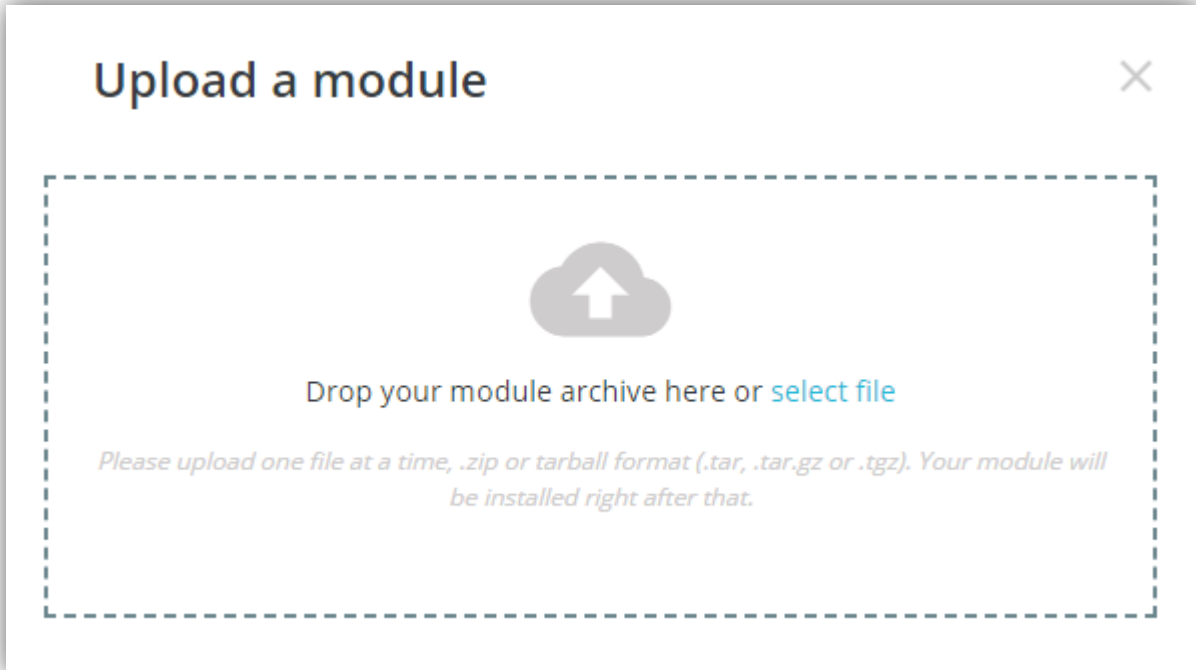 Upload a module
Drop your module archive here or select file
Please upload one file at a time, .zip or tarball format (.tar, .tar.gz or .tgz). Your module will
be installed right after that.